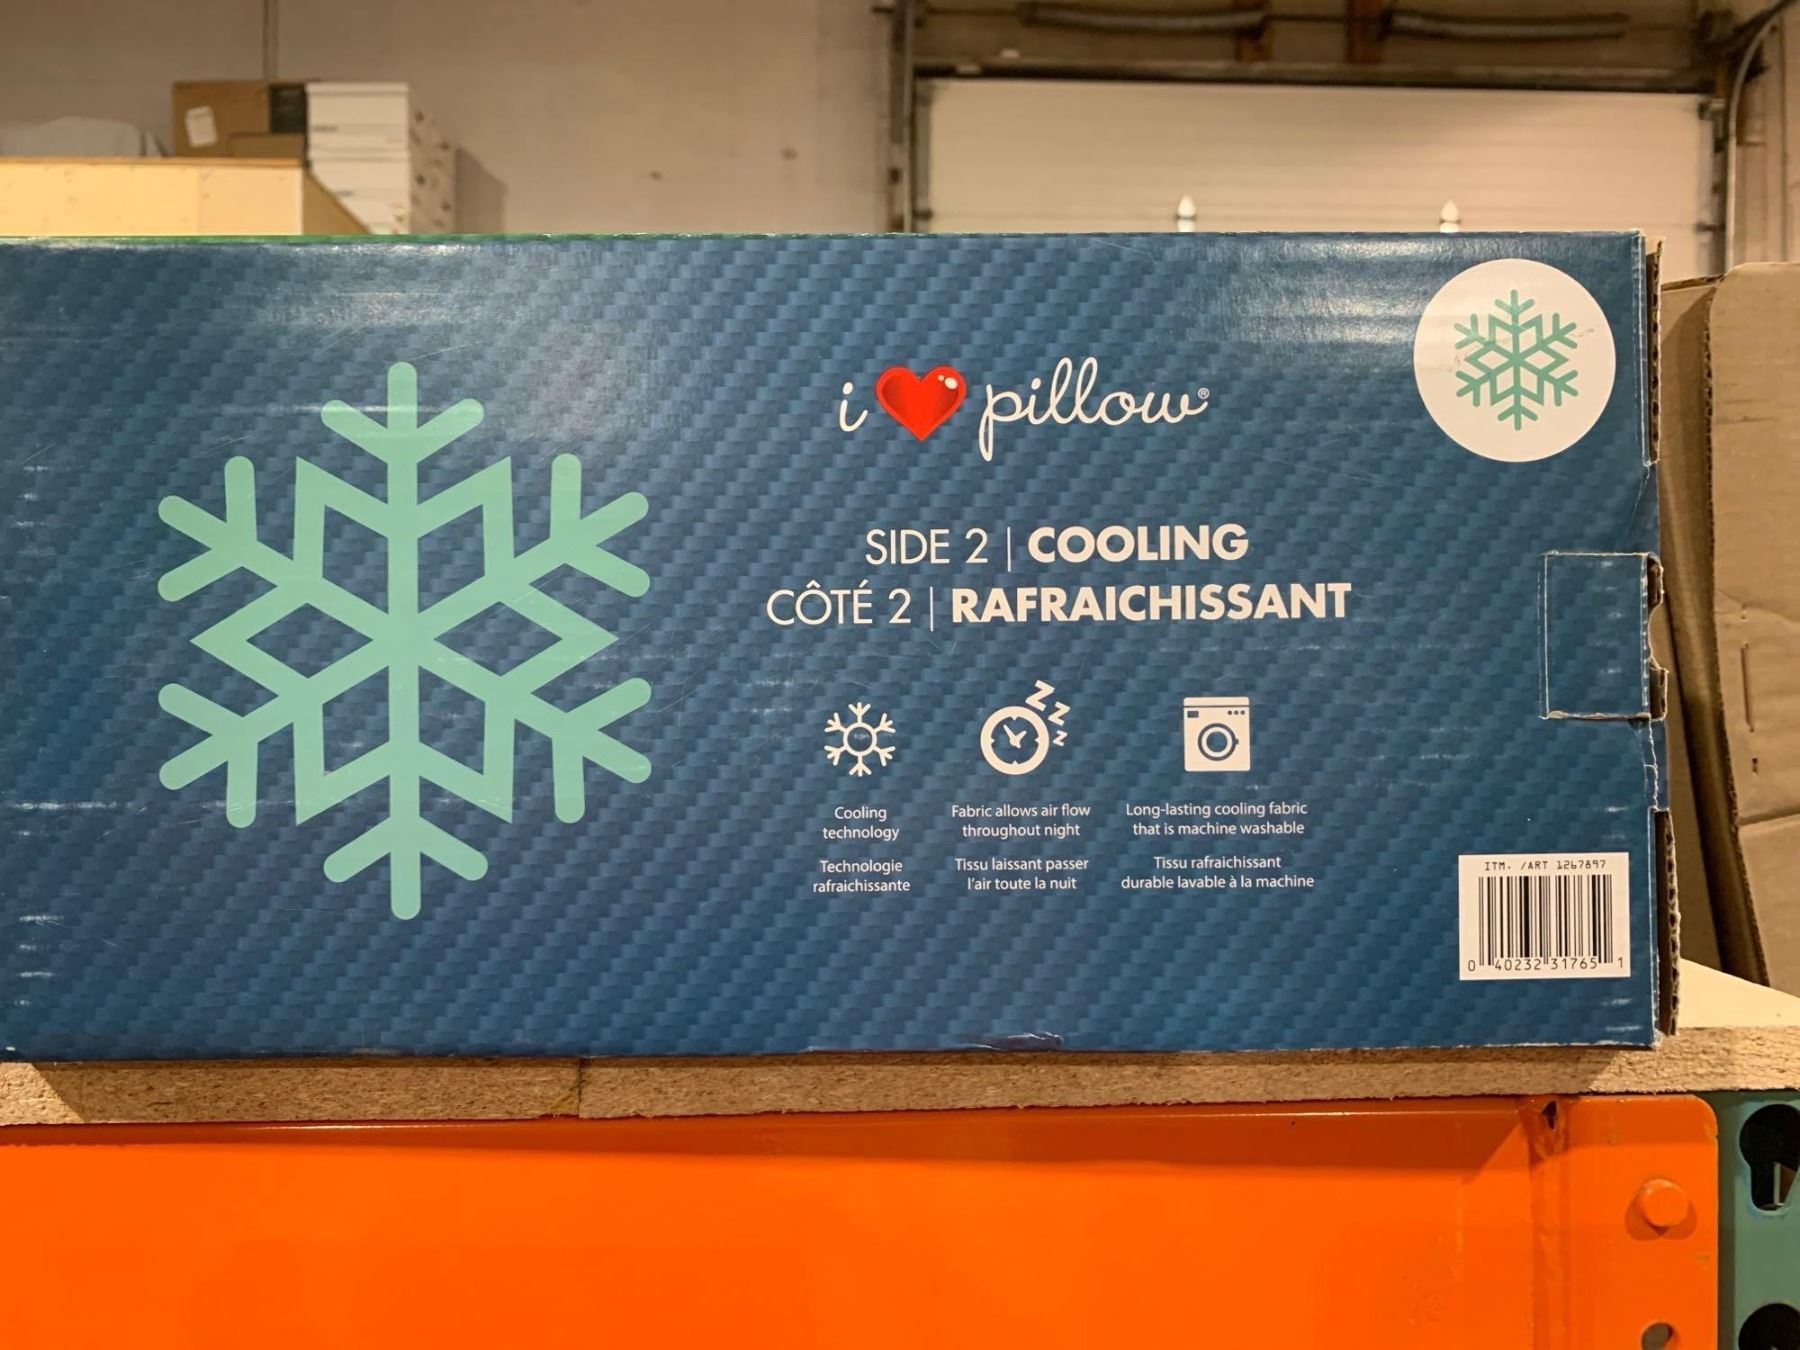 i ❤ pillow®
SIDE 2 | COOLING
CÔTÉ 2 | RAFRAICHISSANT
Cooling
technology
Technologie
rafraichissante
Fabric allows air flow
throughout night
Tissu laissant passer
l'air toute la nuit
Long-lasting cooling fabric
that is machine washable
Tissu rafraichissant
durable lavable à la machine
ITM. /ART 1267897
0 40232 31765 1